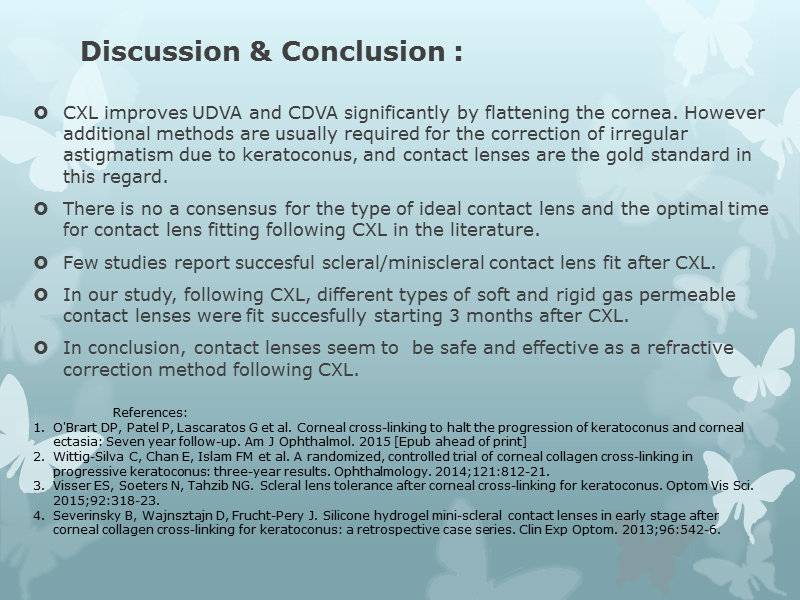 Discussion & Conclusion :
CXL improves UDVA and CDVA significantly by flattening the cornea. However
additional methods are usually required for the correction of irregular
astigmatism due to keratoconus, and contact lenses are the gold standard in
this regard.
There is no a consensus for the type of ideal contact lens and the optimal time
for contact lens fitting following CXL in the literature.
Few studies report succesful scleral/miniscleral contact lens fit after CXL.
In our study, following CXL, different types of soft and rigid gas permeable
contact lenses were fit succesfully starting 3 months after CXL.
In conclusion, contact lenses seem to  be safe and effective as a refractive
correction method following CXL.
References:
1. O'Brart DP, Patel P, Lascaratos G et al. Corneal cross-linking to halt the progression of keratoconus and corneal
ectasia: Seven year follow-up. Am J Ophthalmol. 2015 [Epub ahead of print]
2. Wittig-Silva C, Chan E, Islam FM et al. A randomized, controlled trial of corneal collagen cross-linking in
progressive keratoconus: three-year results. Ophthalmology. 2014;121:812-21.
3. Visser ES, Soeters N, Tahzib NG. Scleral lens tolerance after corneal cross-linking for keratoconus. Optom Vis Sci.
2015;92:318-23.
4. Severinsky B, Wajnsztajn D, Frucht-Pery J. Silicone hydrogel mini-scleral contact lenses in early stage after
corneal collagen cross-linking for keratoconus: a retrospective case series. Clin Exp Optom. 2013;96:542-6.